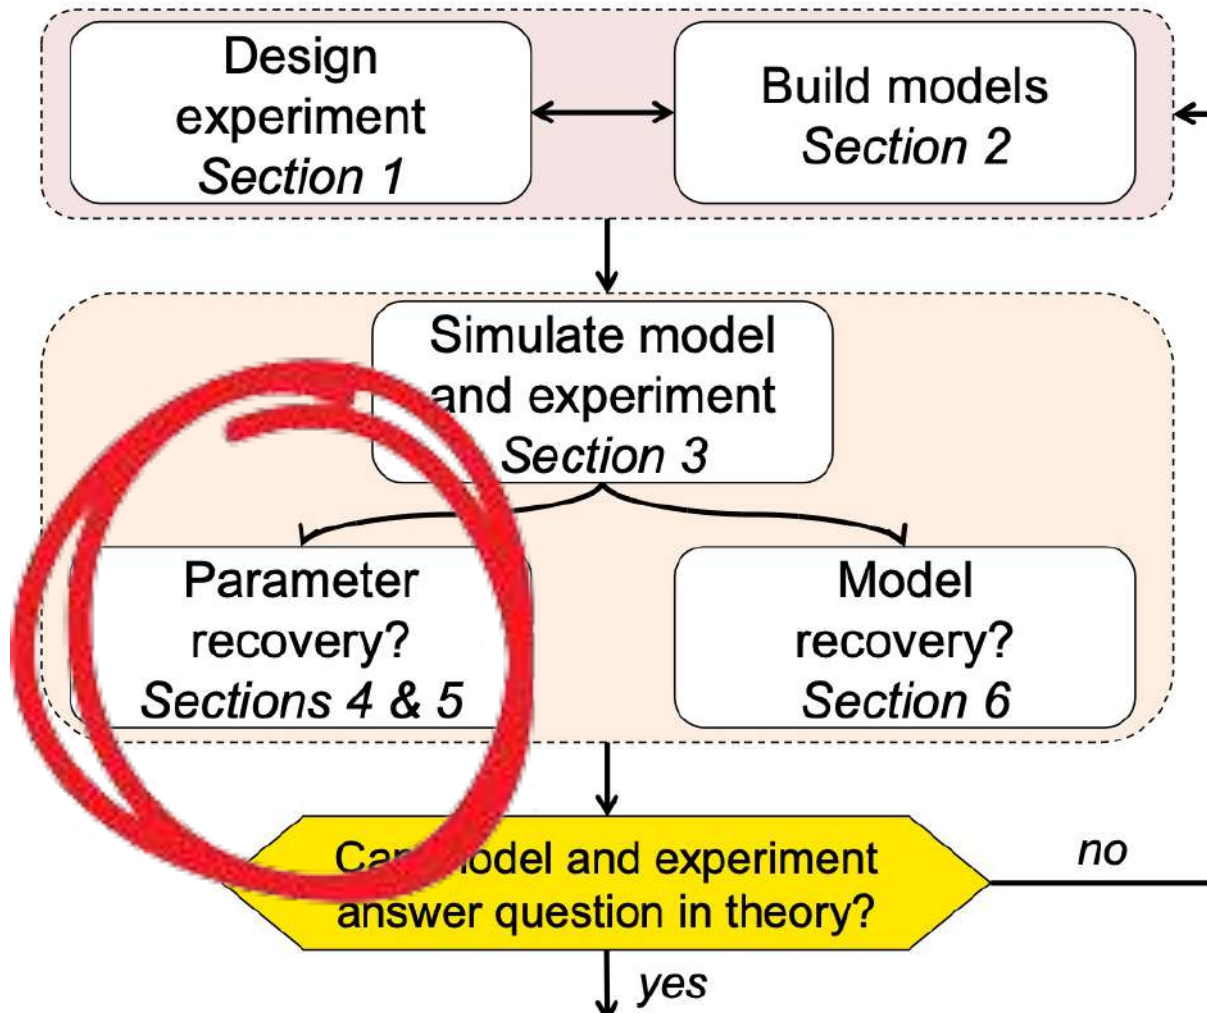 Design
experiment
Section 1
Build models
Section 2
Simulate model
and experiment
Section 3
Parameter
recovery?
Sections 4 & 5
Model
recovery?
Section 6
Can model and experiment
answer question in theory?
no
yes